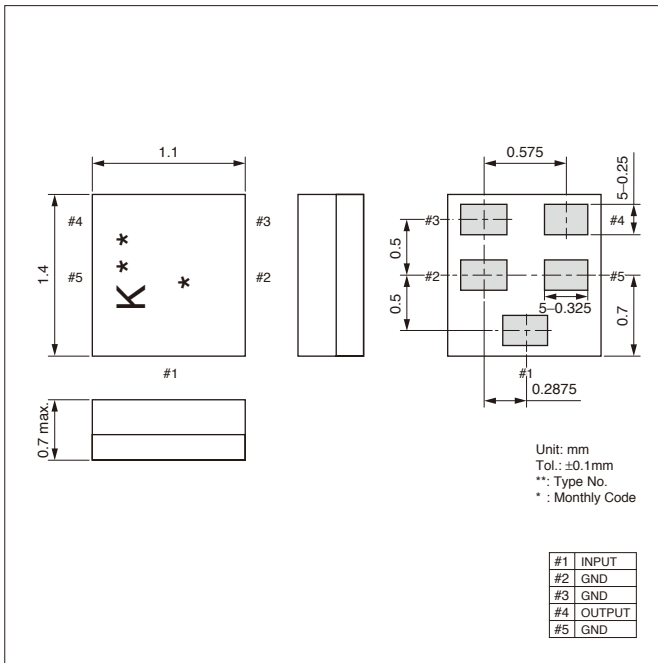 1.1
1.4
#4
#5
#3
#2
#1
K**
*
0.7 max.
0.575
5–0.25
#3
#4
0.5
#2
#5
0.5
5–0.325
0.7
#1
0.2875
Unit: mm
Tol.: ±0.1mm
**: Type No.
* : Monthly Code
#1 INPUT
#2 GND
#3 GND
#4 OUTPUT
#5 GND